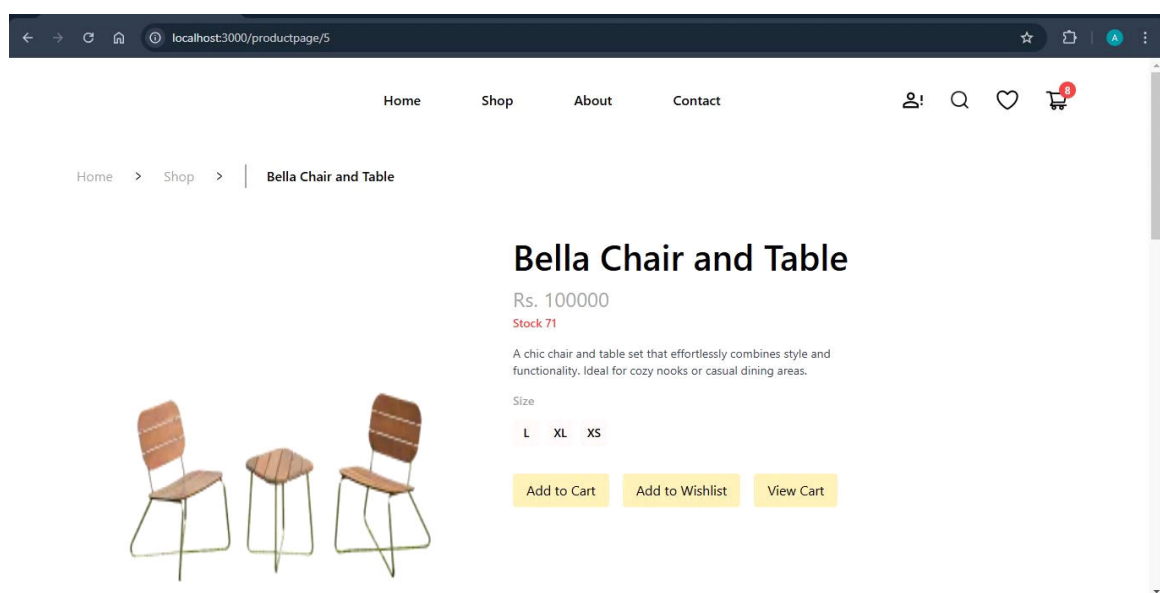 localhost:3000/productpage/5
A
Home Shop About Contact
8
Home > Shop > Bella Chair and Table
Bella Chair and Table
Rs. 100000
Stock 71
A chic chair and table set that effortlessly combines style and
functionality. Ideal for cozy nooks or casual dining areas.
Size
L XL XS
Add to Cart Add to Wishlist View Cart